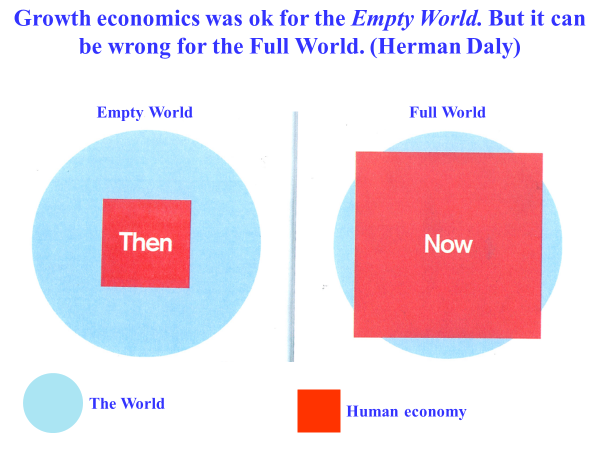 Growth economics was ok for the Empty World. But it can
be wrong for the Full World. (Herman Daly)
Empty World
Full World
Then
Now
The World
Human economy